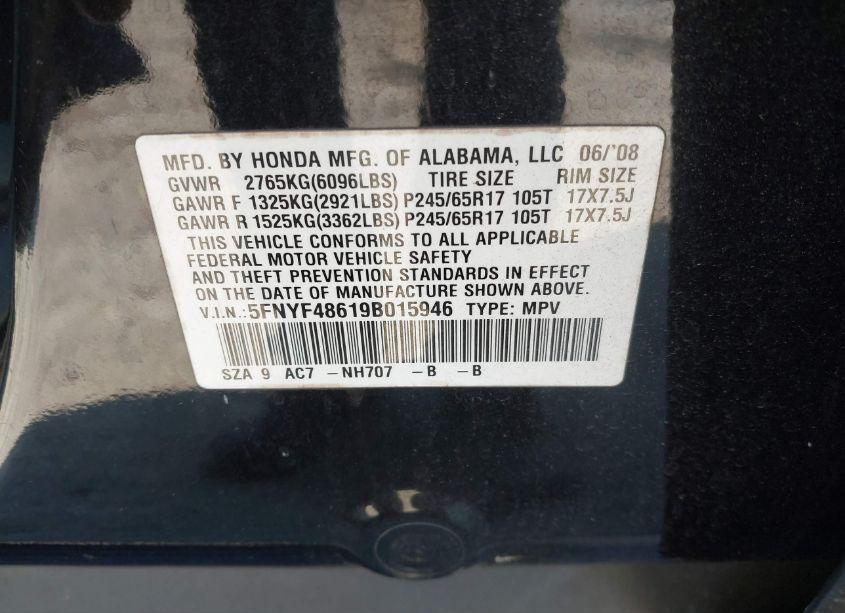 MFD. BY HONDA MFG. OF ALABAMA, LLC 06/'08
GVWR 2765KG(6096LBS) TIRE SIZE RIM SIZE
GAWR F 1325KG(2921LBS) P245/65R17 105T 17X7.5J
GAWR R 1525KG(3362LBS) P245/65R17 105T 17X7.5J
THIS VEHICLE CONFORMS TO ALL APPLICABLE
FEDERAL MOTOR VEHICLE SAFETY
AND THEFT PREVENTION STANDARDS IN EFFECT
ON THE DATE OF MANUFACTURE SHOWN ABOVE.
V.I.N.: 5FNYF48619B015946 TYPE: MPV
SZA 9 AC7 -NH707 -B -B